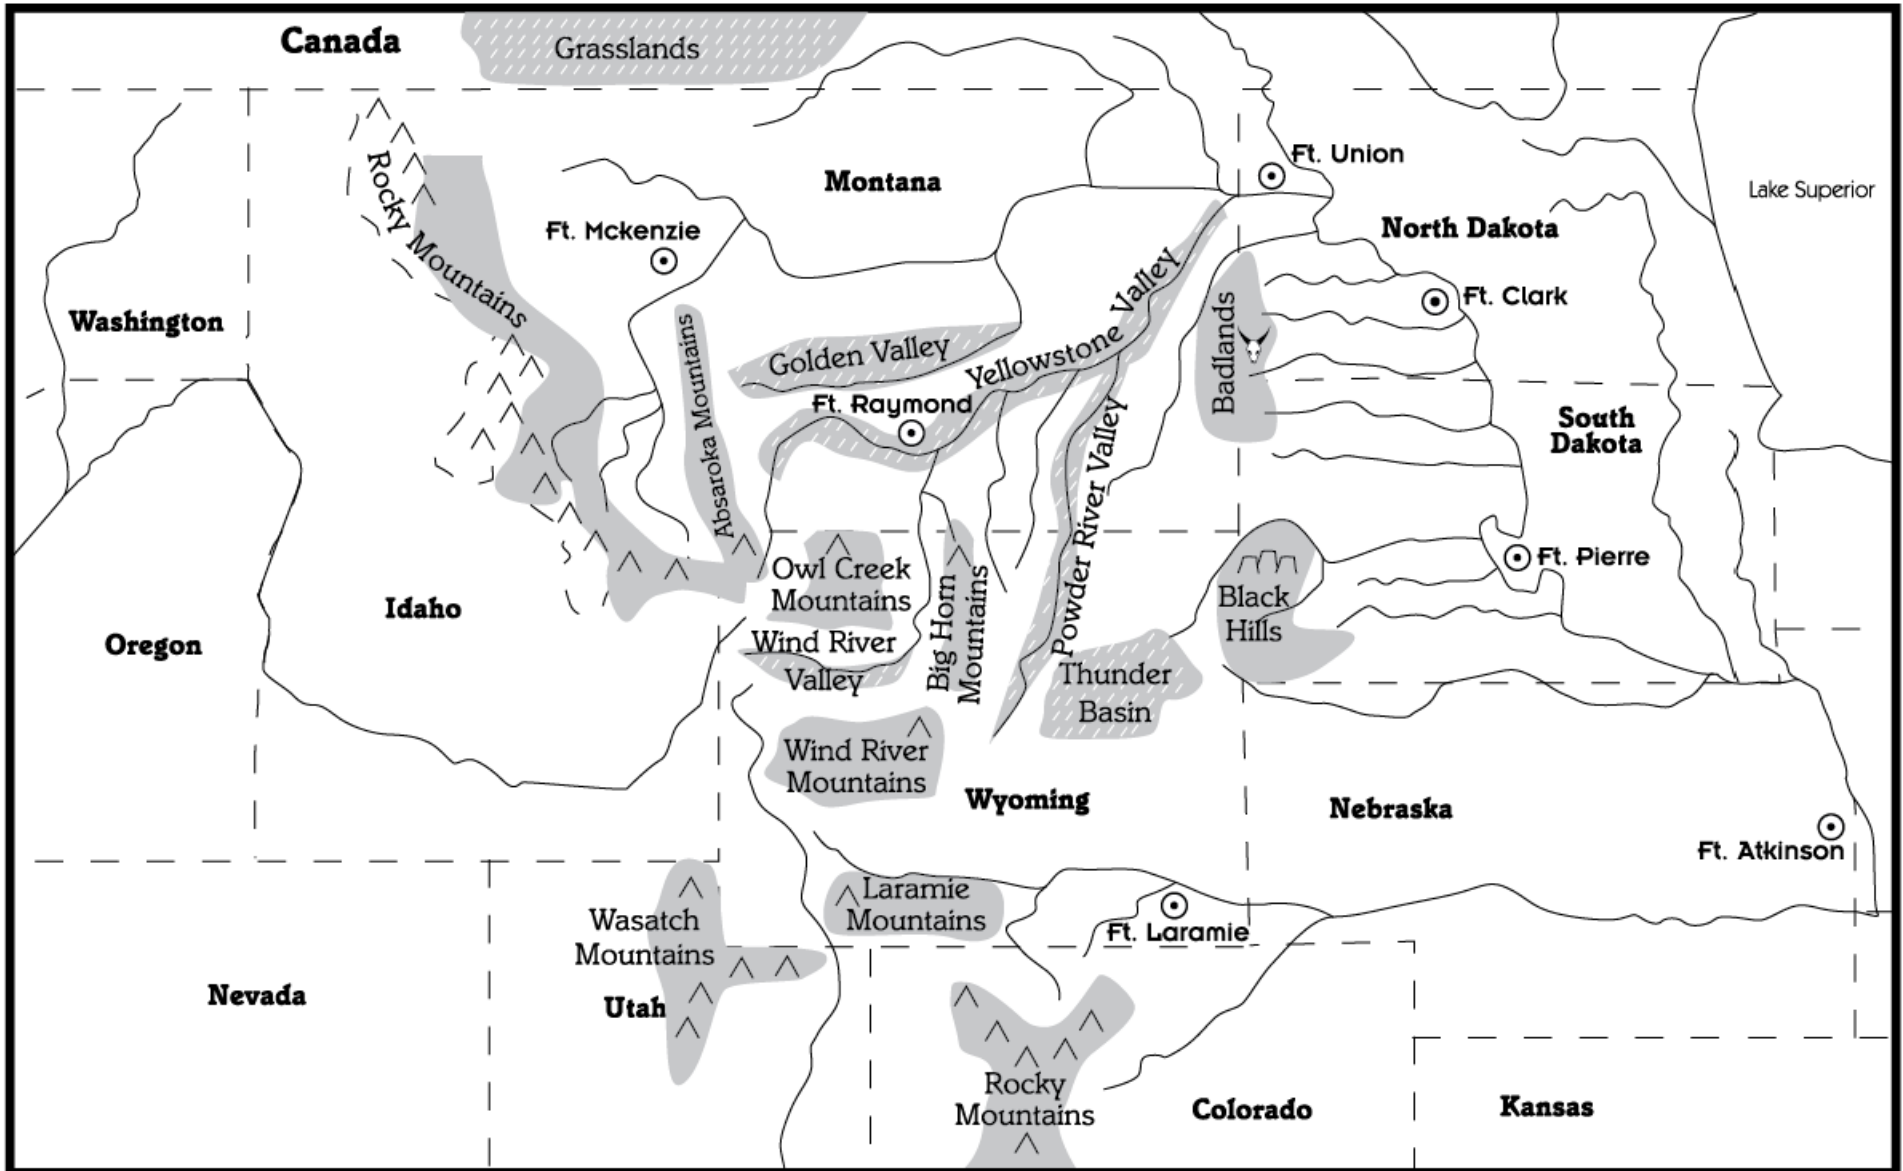 Canada
Grasslands
Ft. Union
Montana
Lake Superior
Rocky Mountains
Ft. Mckenzie
North Dakota
Yellowstone Valley
Ft. Clark
Washington
Absaroka Mountains
Golden Valley
Badlands
Ft. Raymond
South
Dakota
Powder River Valley
Ft. Pierre
Owl Creek
Mountains
Big Horn
Mountains
Black
Hills
Idaho
Oregon
Wind River
Valley
Thunder
Basin
Wind River
Mountains
Wyoming
Nebraska
Ft. Atkinson
Laramie
Mountains
Wasatch
Mountains
Ft. Laramie
Nevada
Utah
Rocky
Mountains
Colorado
Kansas